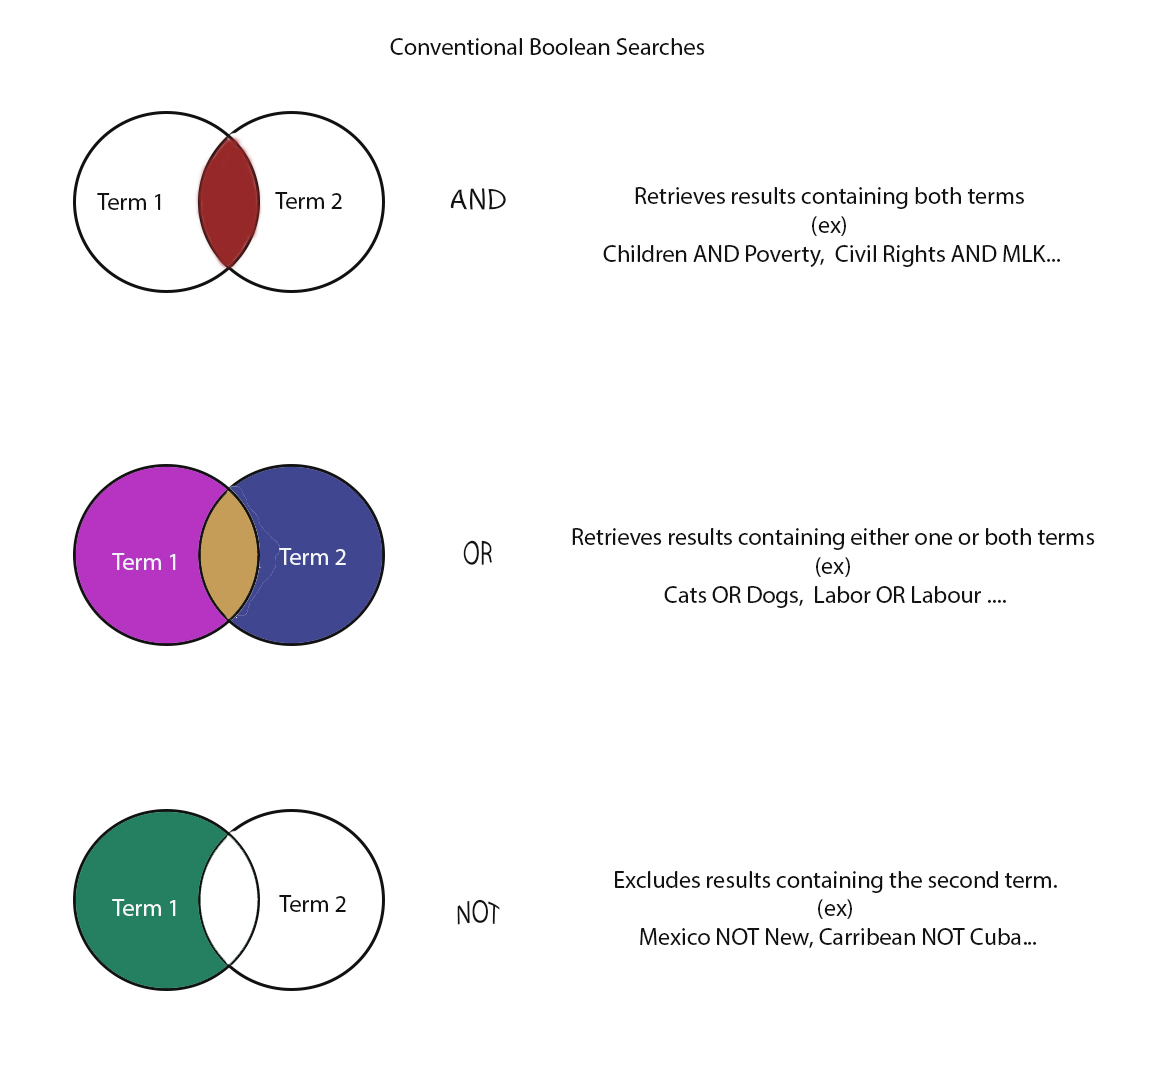 Conventional Boolean Searches
Term 1
Term 2
AND
Retrieves results containing both terms
(ex)
Children AND Poverty,  Civil Rights AND MLK...
Term 1
Term 2
OR
Retrieves results containing either one or both terms
(ex)
Cats OR Dogs,  Labor OR Labour ....
Term 1
Term 2
NOT
Excludes results containing the second term.
(ex)
Mexico NOT New, Carribean NOT Cuba...